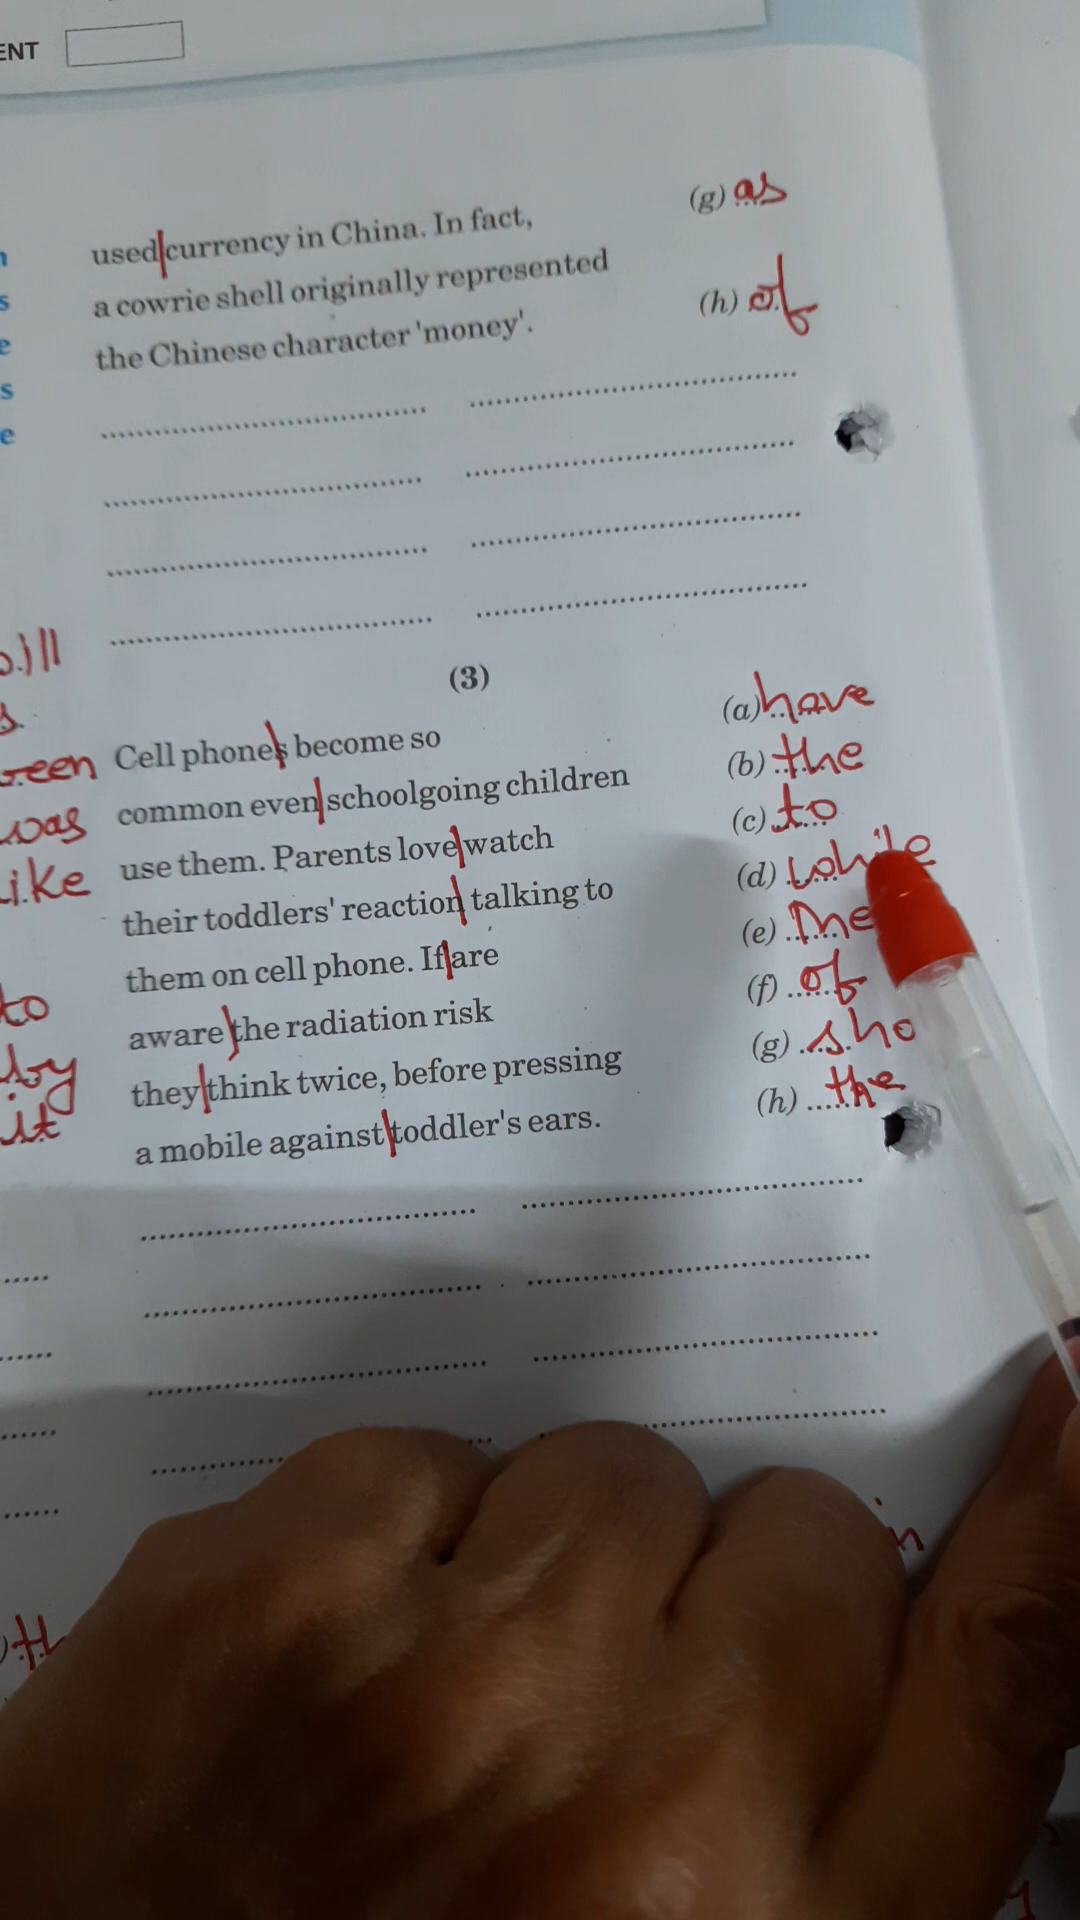 ENT
used currency in China. In fact, (g) as
a cowrie shell originally represented
the Chinese character 'money'. (h) of
(3)
Cell phones become so (a) have
common even schoolgoing children (b) the
use them. Parents love watch (c) to
their toddlers' reaction talking to (d) while
them on cell phone. If are (e) The
aware the radiation risk (f) of
they think twice, before pressing (g) sho
a mobile against toddler's ears. (h) the
was
to
by
it